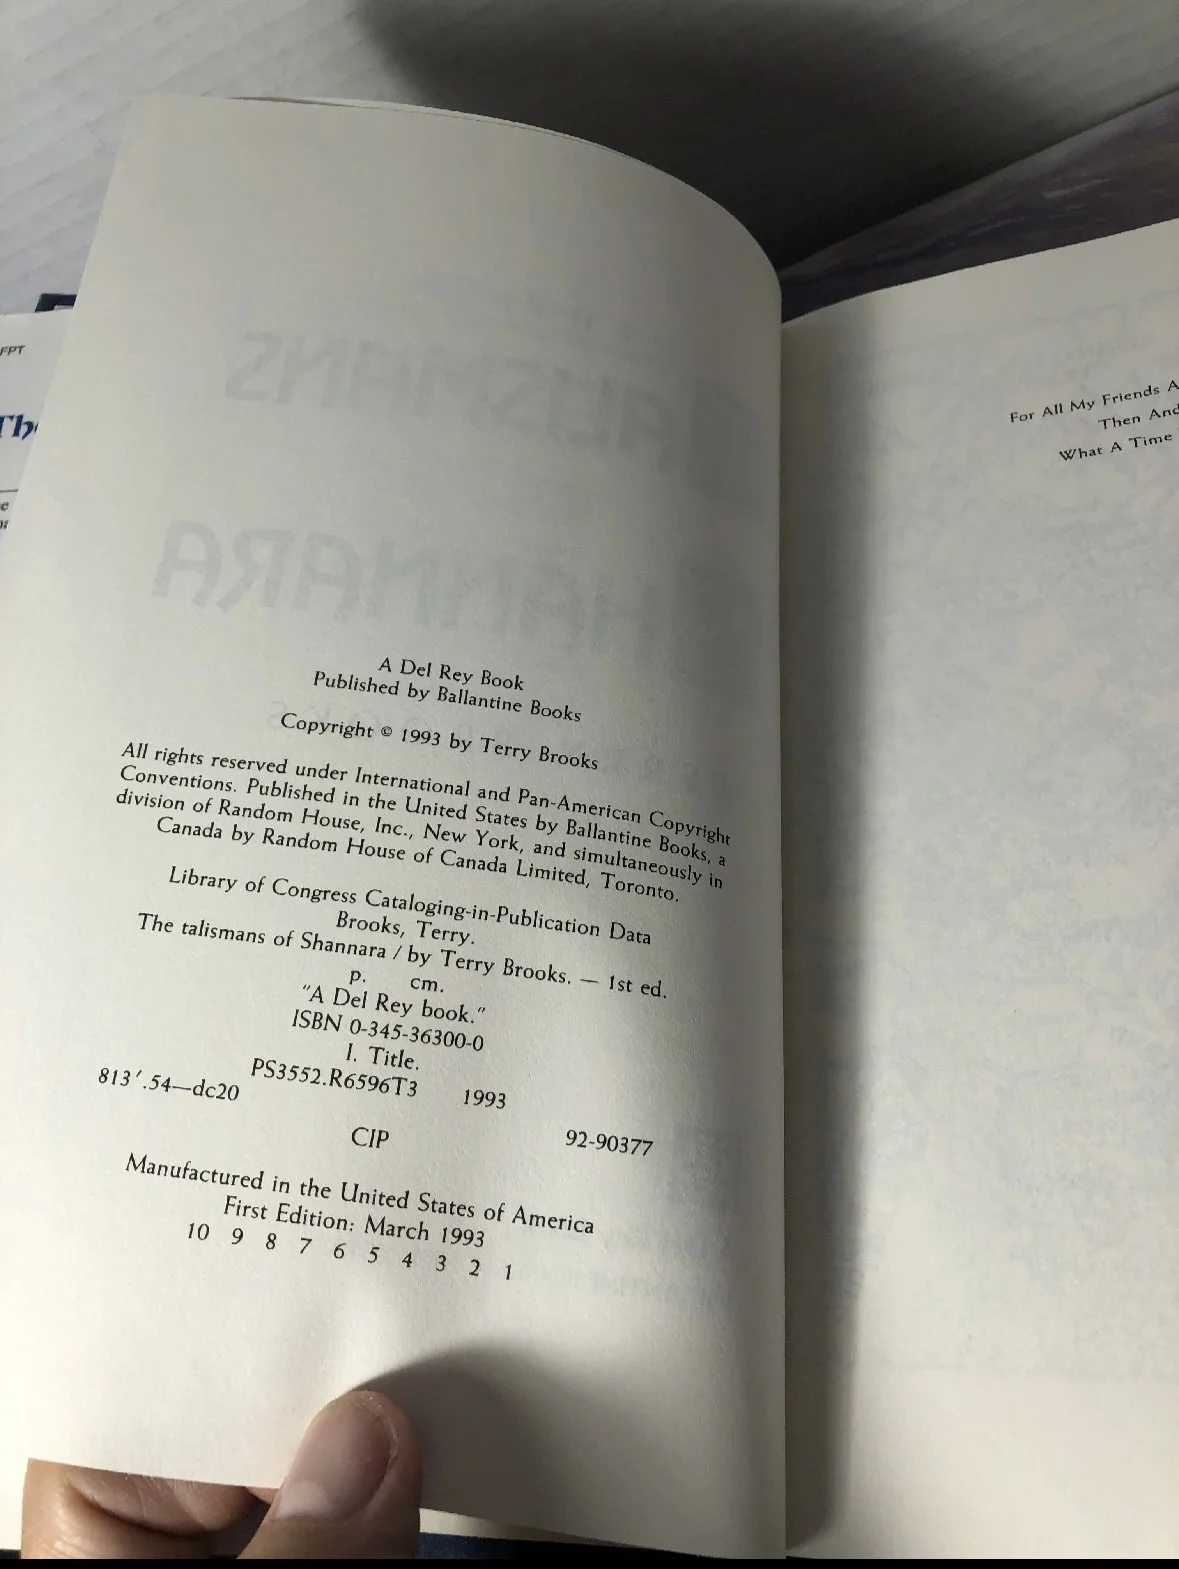 FPT
The
A Del Rey Book
Published by Ballantine Books
Copyright © 1993 by Terry Brooks
All rights reserved under International and Pan-American Copyright
Conventions. Published in the United States by Ballantine Books, a
division of Random House, Inc., New York, and simultaneously in
Canada by Random House of Canada Limited, Toronto.
Library of Congress Cataloging-in-Publication Data
Brooks, Terry.
The talismans of Shannara / by Terry Brooks. — 1st ed.
p. cm.
"A Del Rey book."
ISBN 0-345-36300-0
I. Title.
PS3552.R6596T3 1993
813'.54—dc20
92-90377
CIP
Manufactured in the United States of America
First Edition: March 1993
10 9 8 7 6 5 4 3 2 1
For All My Friends A
Then And
What A Time